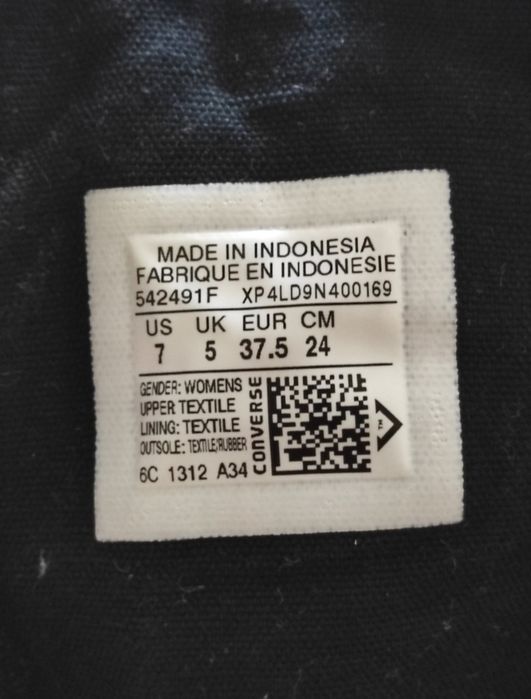 MADE IN INDONESIA
FABRIQUE EN INDONESIE
542491F XP4LD9N400169
US UK EUR CM
7 5 37.5 24
GENDER: WOMENS
UPPER TEXTILE
LINING: TEXTILE
OUTSOLE: TEXTILE/RUBBER
6C 1312 A34
CONVERSE
TM